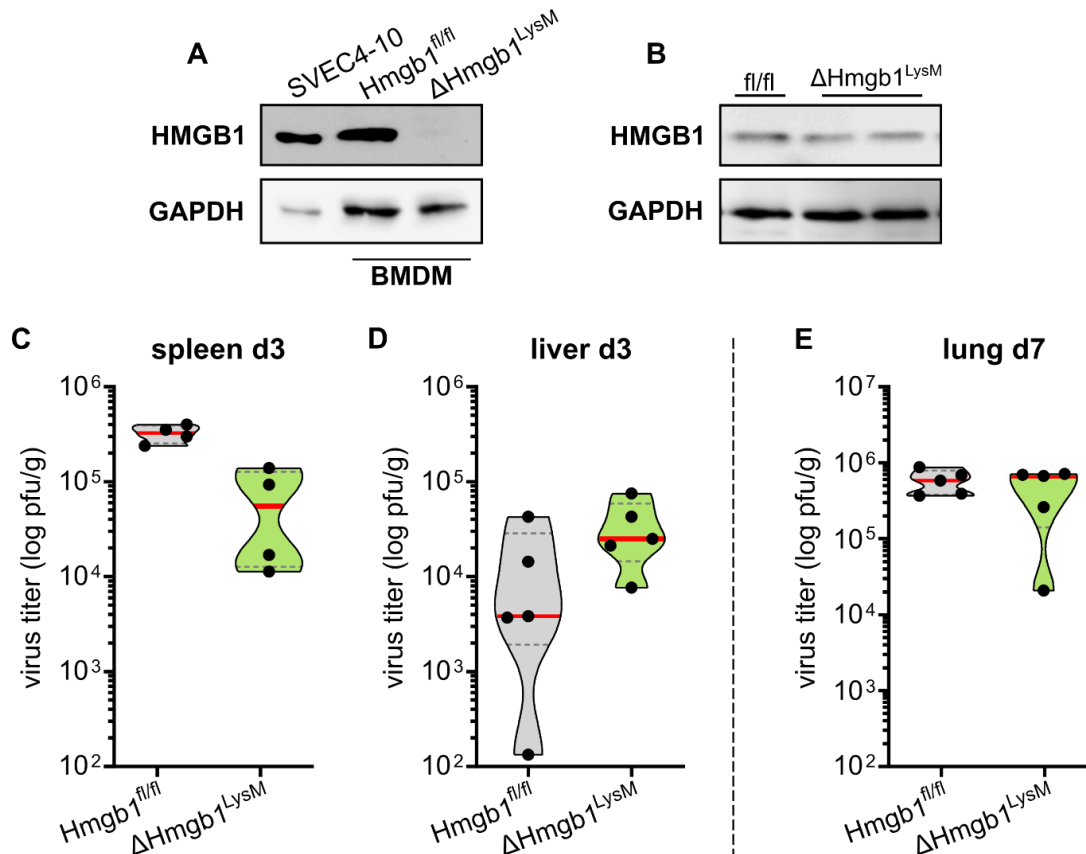 A
SVEC4-10
Hmgb1fl/fl
ΔHmgb1LysM
HMGB1
GAPDH
BMDM
B
fl/fl
ΔHmgb1LysM
HMGB1
GAPDH
C
spleen d3
virus titer (log pfu/g)
10⁶
10⁵
10⁴
10³
10²
Hmgb1fl/fl
ΔHmgb1LysM
D
liver d3
virus titer (log pfu/g)
10⁶
10⁵
10⁴
10³
10²
Hmgb1fl/fl
ΔHmgb1LysM
E
lung d7
virus titer (log pfu/g)
10⁷
10⁶
10⁵
10⁴
10³
10²
Hmgb1fl/fl
ΔHmgb1LysM